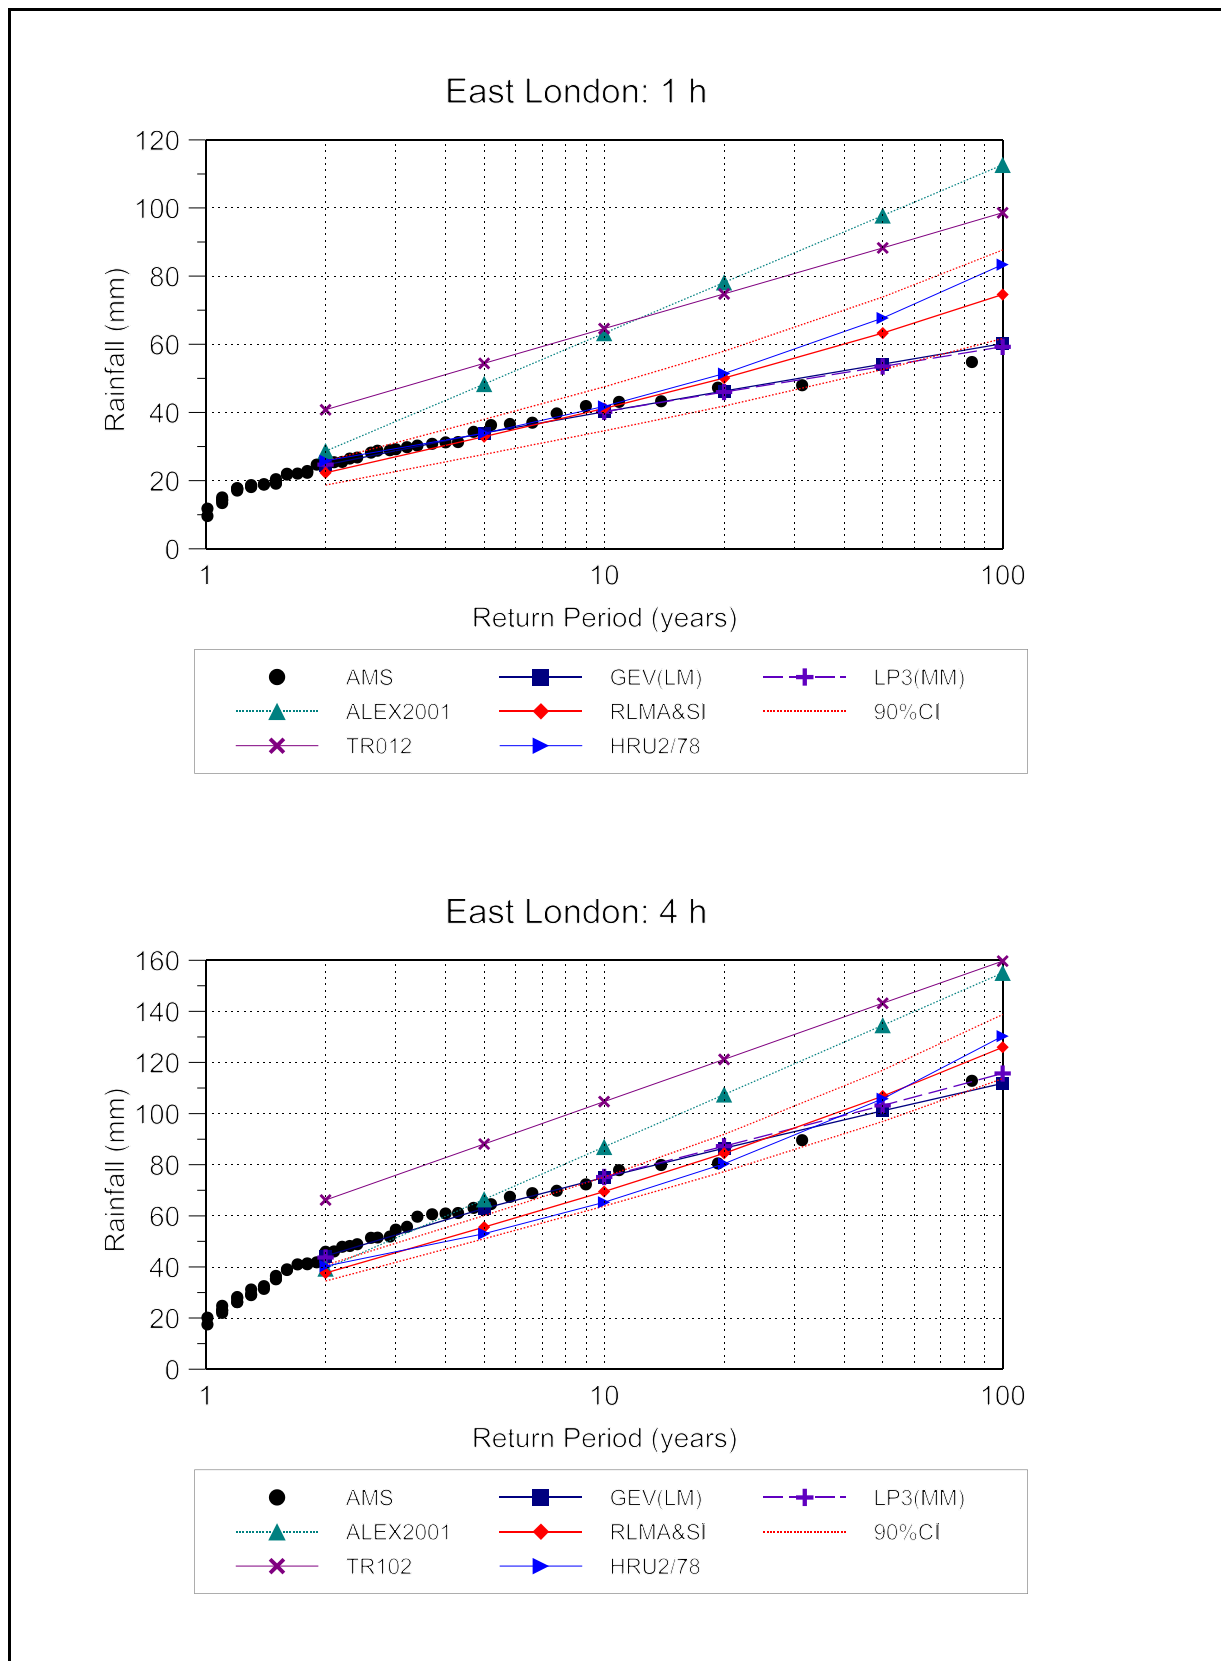 East London: 1 h
120
100
80
60
40
20
0
Rainfall (mm)
1 10 100
Return Period (years)
AMS GEV(LM) LP3(MM)
ALEX2001 RLMA&SI 90%CI
TR012 HRU2/78
East London: 4 h
160
140
120
100
80
60
40
20
0
Rainfall (mm)
1 10 100
Return Period (years)
AMS GEV(LM) LP3(MM)
ALEX2001 RLMA&SI 90%CI
TR102 HRU2/78